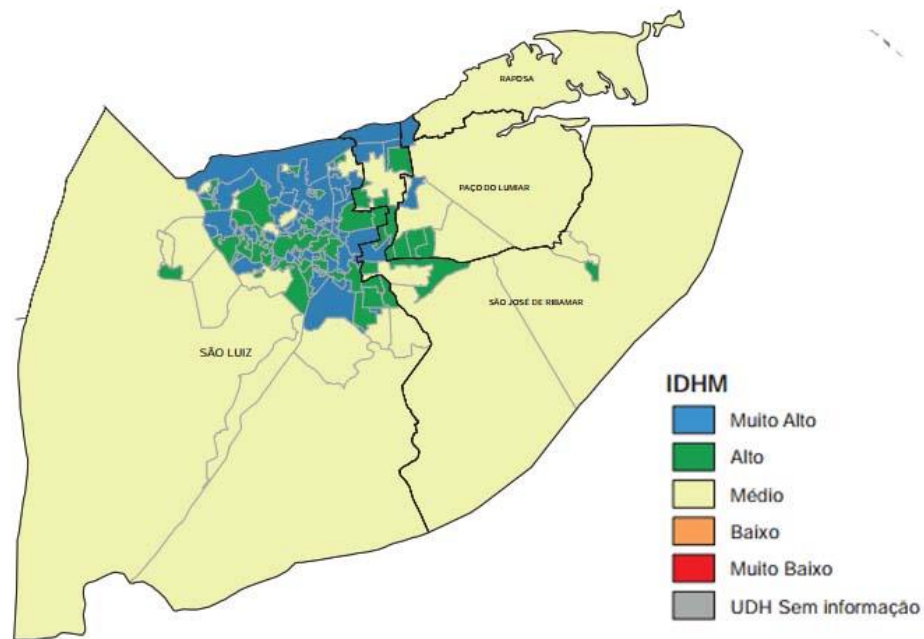 RAPOSA
PAÇO DO LUMIAR
SÃO JOSÉ DE RIBAMAR
SÃO LUIZ
IDHM
Muito Alto
Alto
Médio
Baixo
Muito Baixo
UDH Sem informação